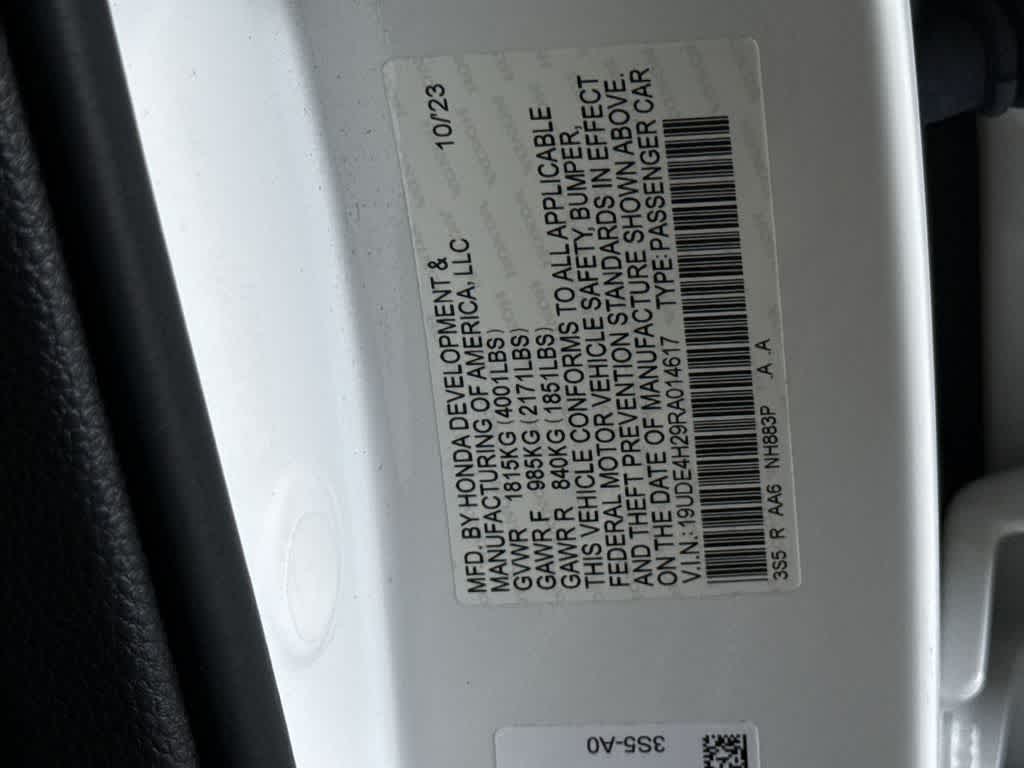 MFD. BY HONDA DEVELOPMENT & 10/'23
MANUFACTURING OF AMERICA, LLC
GVWR 1815KG (4001LBS)
GAWR F 985KG (2171LBS)
GAWR R 840KG (1851LBS)
THIS VEHICLE CONFORMS TO ALL APPLICABLE
FEDERAL MOTOR VEHICLE SAFETY, BUMPER,
AND THEFT PREVENTION STANDARDS IN EFFECT
ON THE DATE OF MANUFACTURE SHOWN ABOVE.
V.I.N.: 19UDE4H29RA014617 TYPE: PASSENGER CAR
3S5 R AA6 NH883P A A
3S5-A0